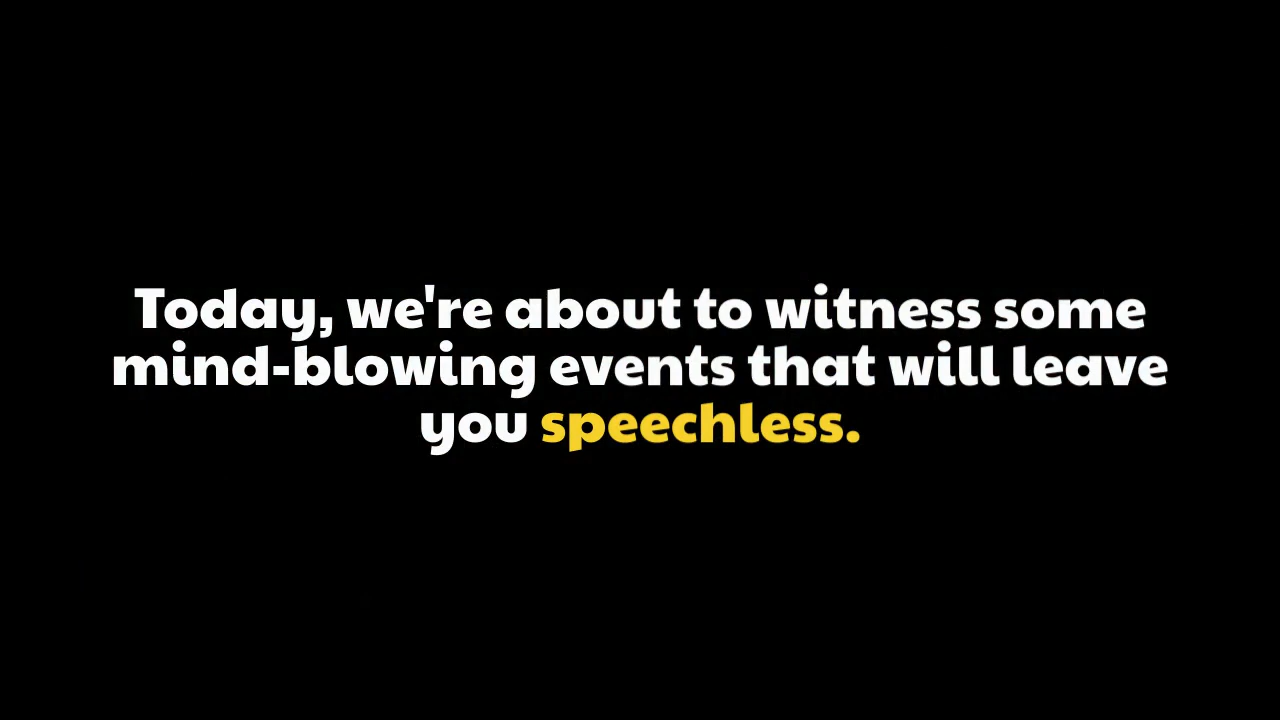 Today, we're about to witness some
mind-blowing events that will leave
you speechless.